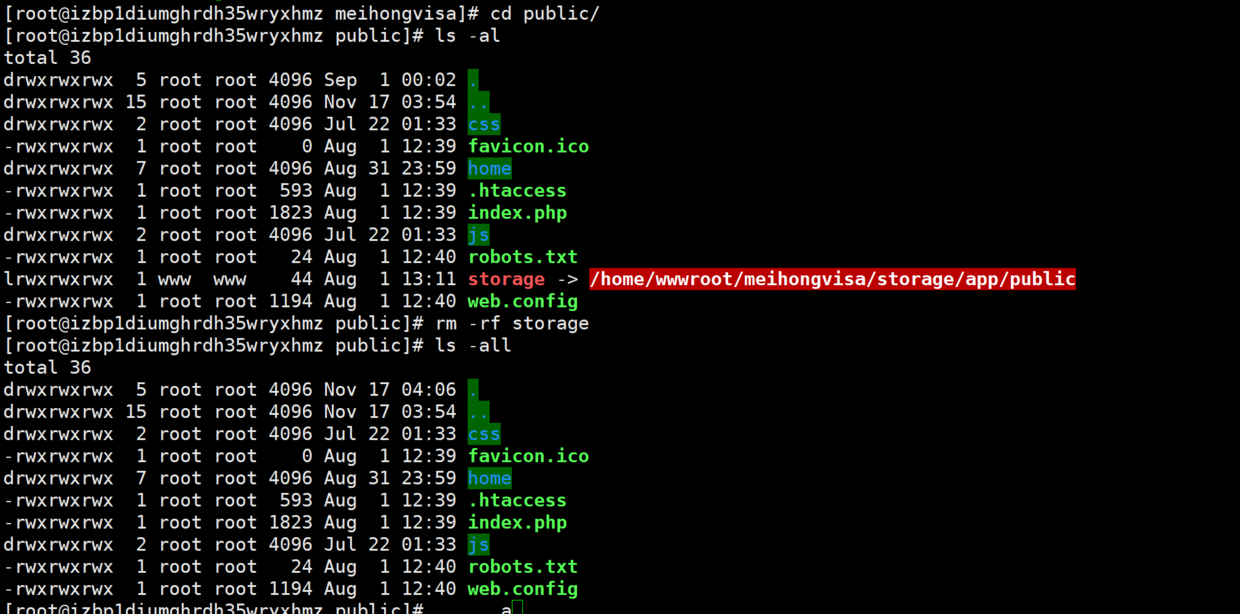 [root@izbp1diumghrdh35wryxhmz meihongvisa]# cd public/
[root@izbp1diumghrdh35wryxhmz public]# ls -al
total 36
drwxrwxrwx  5 root root 4096 Sep  1 00:02 .
drwxrwxrwx 15 root root 4096 Nov 17 03:54 ..
drwxrwxrwx  2 root root 4096 Jul 22 01:33 css
-rwxrwxrwx  1 root root    0 Aug  1 12:39 favicon.ico
drwxrwxrwx  7 root root 4096 Aug 31 23:59 home
-rwxrwxrwx  1 root root  593 Aug  1 12:39 .htaccess
-rwxrwxrwx  1 root root 1823 Aug  1 12:39 index.php
drwxrwxrwx  2 root root 4096 Jul 22 01:33 js
-rwxrwxrwx  1 root root   24 Aug  1 12:40 robots.txt
lrwxrwxrwx  1 www  www    44 Aug  1 13:11 storage -> /home/wwwroot/meihongvisa/storage/app/public
-rwxrwxrwx  1 root root 1194 Aug  1 12:40 web.config
[root@izbp1diumghrdh35wryxhmz public]# rm -rf storage
[root@izbp1diumghrdh35wryxhmz public]# ls -all
total 36
drwxrwxrwx  5 root root 4096 Nov 17 04:06 .
drwxrwxrwx 15 root root 4096 Nov 17 03:54 ..
drwxrwxrwx  2 root root 4096 Jul 22 01:33 css
-rwxrwxrwx  1 root root    0 Aug  1 12:39 favicon.ico
drwxrwxrwx  7 root root 4096 Aug 31 23:59 home
-rwxrwxrwx  1 root root  593 Aug  1 12:39 .htaccess
-rwxrwxrwx  1 root root 1823 Aug  1 12:39 index.php
drwxrwxrwx  2 root root 4096 Jul 22 01:33 js
-rwxrwxrwx  1 root root   24 Aug  1 12:40 robots.txt
-rwxrwxrwx  1 root root 1194 Aug  1 12:40 web.config
[root@izbp1diumghrdh35wryxhmz public]#       a